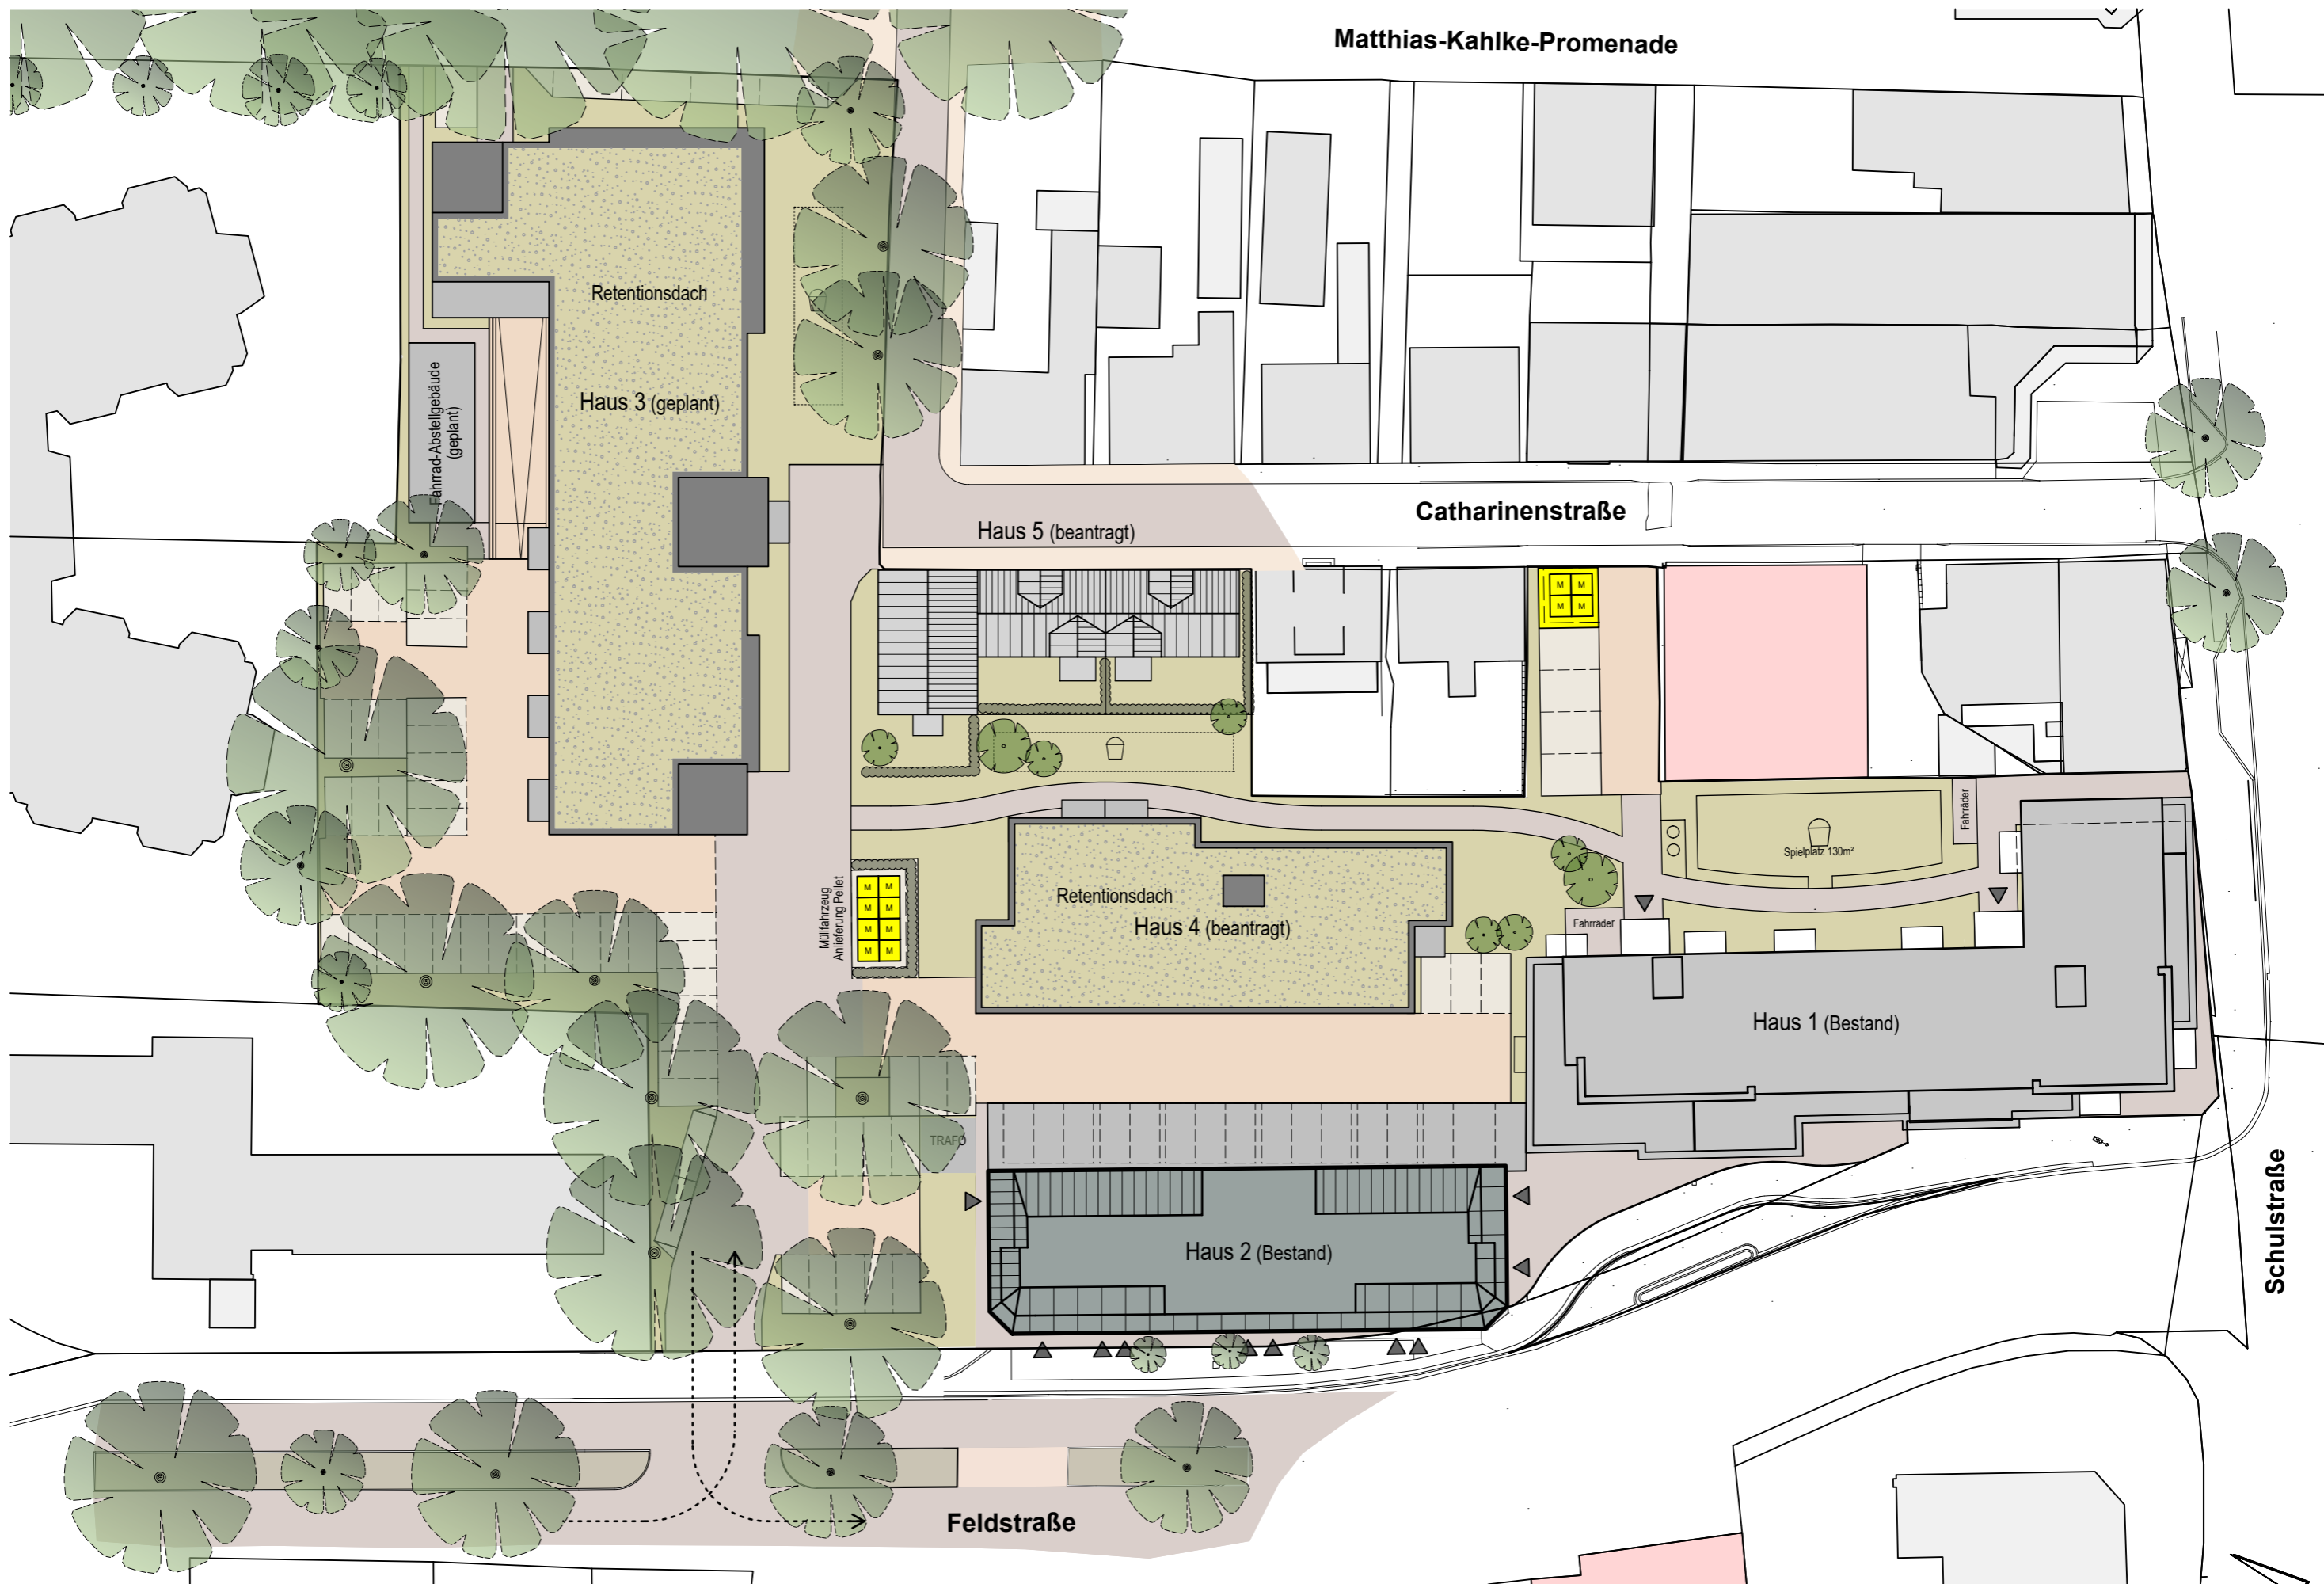 Matthias-Kahlke-Promenade
Retentionsdach
Haus 3 (geplant)
Fahrrad-Abstellgebäude
(geplant)
Catharinenstraße
Haus 5 (beantragt)
M M
M M
Fahrräder
Spielplatz 130m²
Müllfahrzeug
Anlieferung Pellet
M M
M M
M M
M M
Retentionsdach
Haus 4 (beantragt)
Fahrräder
Haus 1 (Bestand)
TRAFO
Haus 2 (Bestand)
Schulstraße
Feldstraße